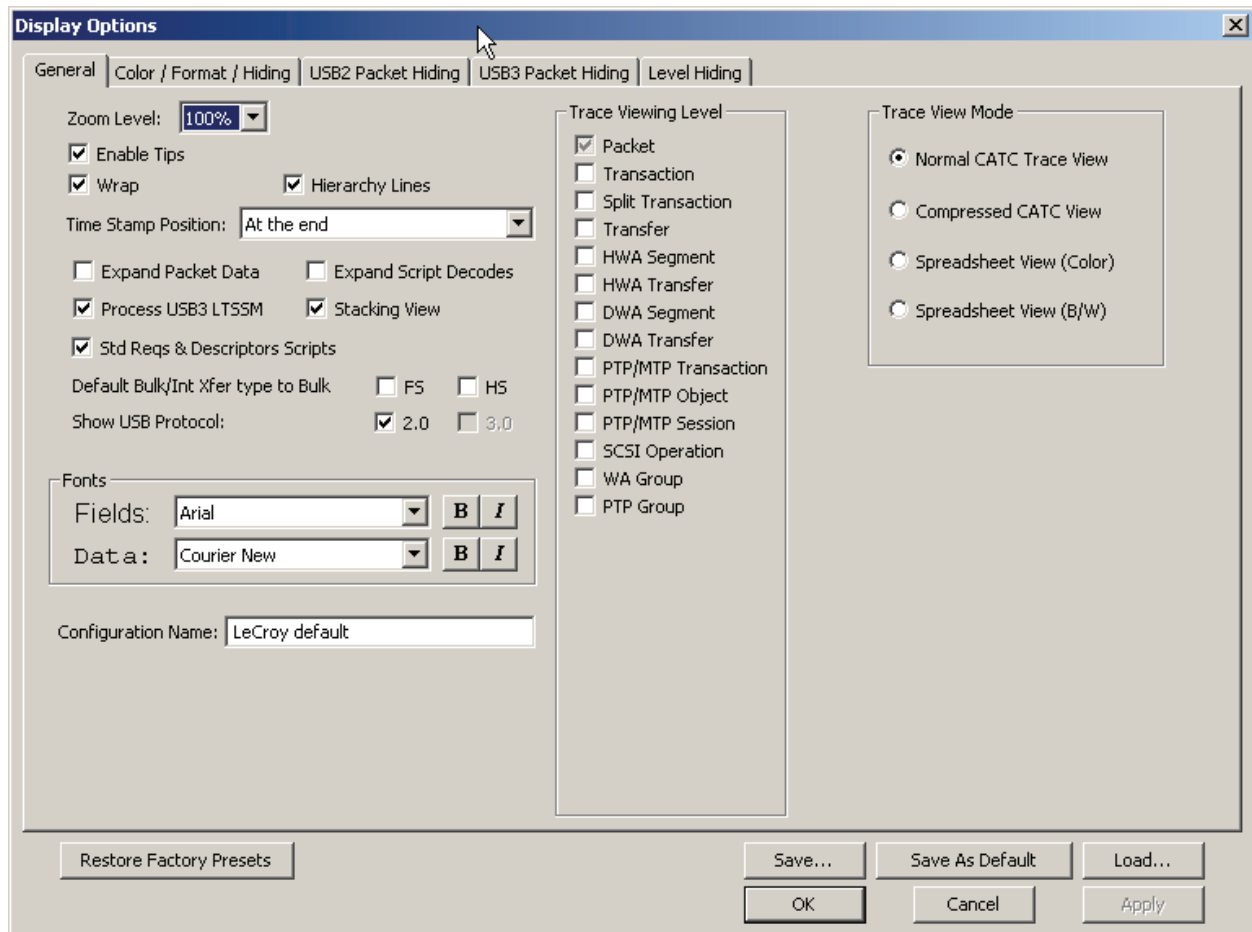 Display Options
General
Color / Format / Hiding
USB2 Packet Hiding
USB3 Packet Hiding
Level Hiding
Zoom Level: 100%
Enable Tips
Wrap
Hierarchy Lines
Time Stamp Position: At the end
Expand Packet Data
Expand Script Decodes
Process USB3 LTSSM
Stacking View
Std Reqs & Descriptors Scripts
Default Bulk/Int Xfer type to Bulk
FS
HS
Show USB Protocol:
2.0
3.0
Fonts
Fields: Arial
B
I
Data: Courier New
B
I
Configuration Name: LeCroy default
Trace Viewing Level
Packet
Transaction
Split Transaction
Transfer
HWA Segment
HWA Transfer
DWA Segment
DWA Transfer
PTP/MTP Transaction
PTP/MTP Object
PTP/MTP Session
SCSI Operation
WA Group
PTP Group
Trace View Mode
Normal CATC Trace View
Compressed CATC View
Spreadsheet View (Color)
Spreadsheet View (B/W)
Restore Factory Presets
Save...
Save As Default
Load...
OK
Cancel
Apply